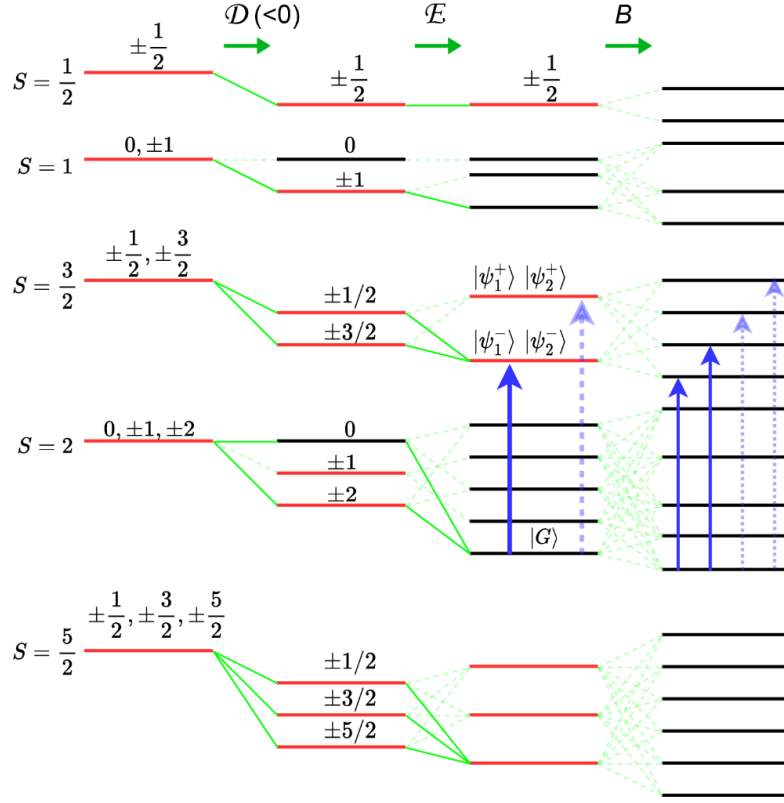 𝒟 (<0)
ℰ
B
S = 1/2
±1/2
±1/2
±1/2
S = 1
0, ±1
0
±1
S = 3/2
±1/2, ±3/2
±1/2
±3/2
|ψ₁⁺⟩ |ψ₂⁺⟩
|ψ₁⁻⟩ |ψ₂⁻⟩
S = 2
0, ±1, ±2
0
±1
±2
|G⟩
S = 5/2
±1/2, ±3/2, ±5/2
±1/2
±3/2
±5/2